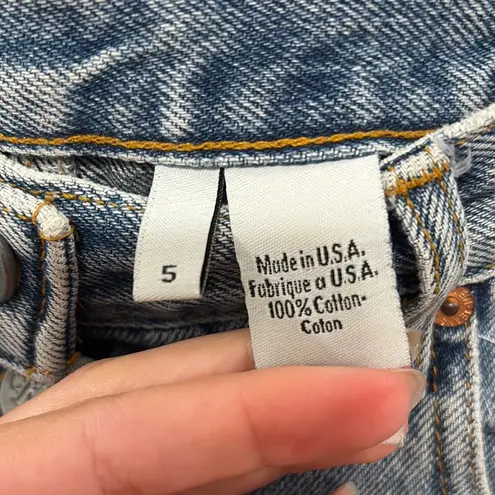 5
Made in U.S.A.
Fabrique a U.S.A.
100% Cotton-
Coton